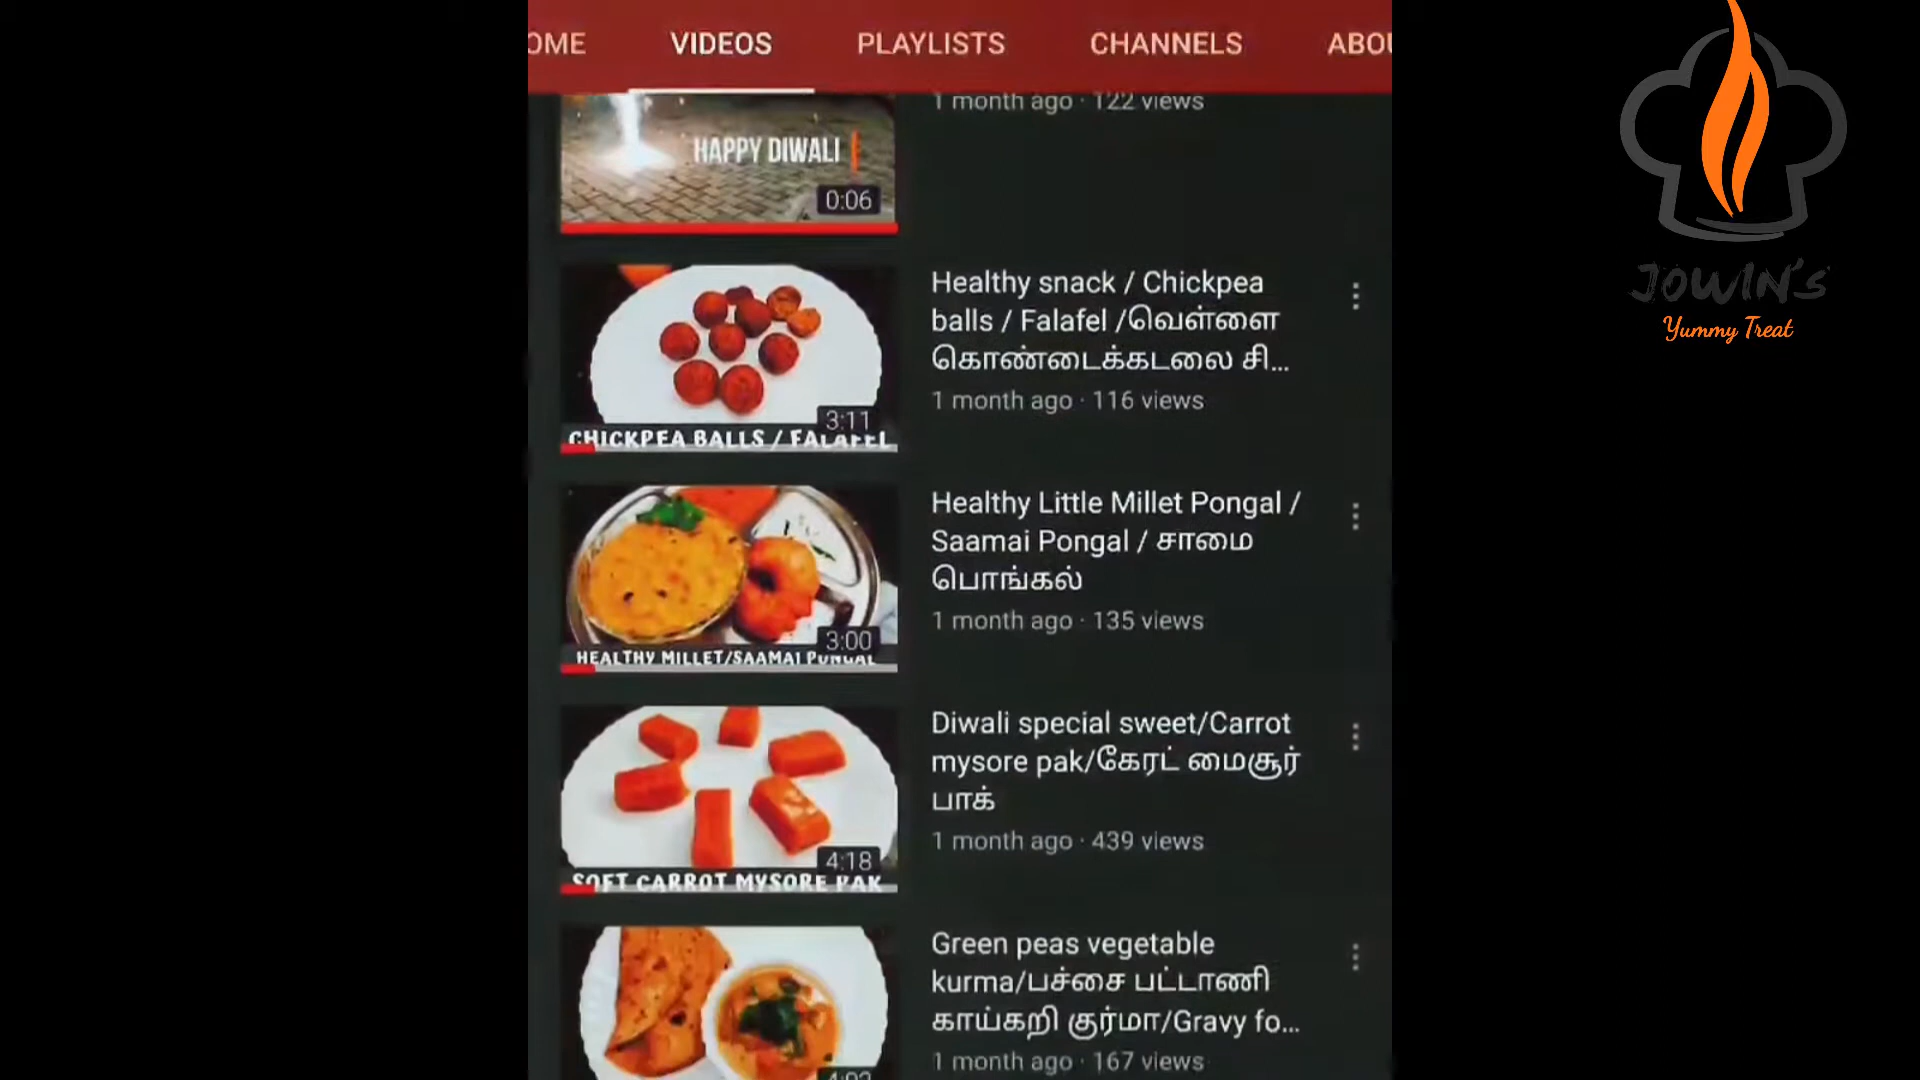 OME
VIDEOS
PLAYLISTS
CHANNELS
ABOU
1 month ago · 122 views
HAPPY DIWALI
0:06
Healthy snack / Chickpea
balls / Falafel /வெள்ளை
கொண்டைக்கடலை சி...
1 month ago · 116 views
3:11
CHICKPEA BALLS / FALAFEL
Healthy Little Millet Pongal /
Saamai Pongal / சாமை
பொங்கல்
1 month ago · 135 views
3:00
HEALTHY MILLET/SAAMAI PONGAL
Diwali special sweet/Carrot
mysore pak/கேரட் மைசூர்
பாக்
1 month ago · 439 views
4:18
SOFT CARROT MYSORE PAK
Green peas vegetable
kurma/பச்சை பட்டாணி
காய்கறி குர்மா/Gravy fo...
1 month ago · 167 views
JOWIN's
Yummy Treat